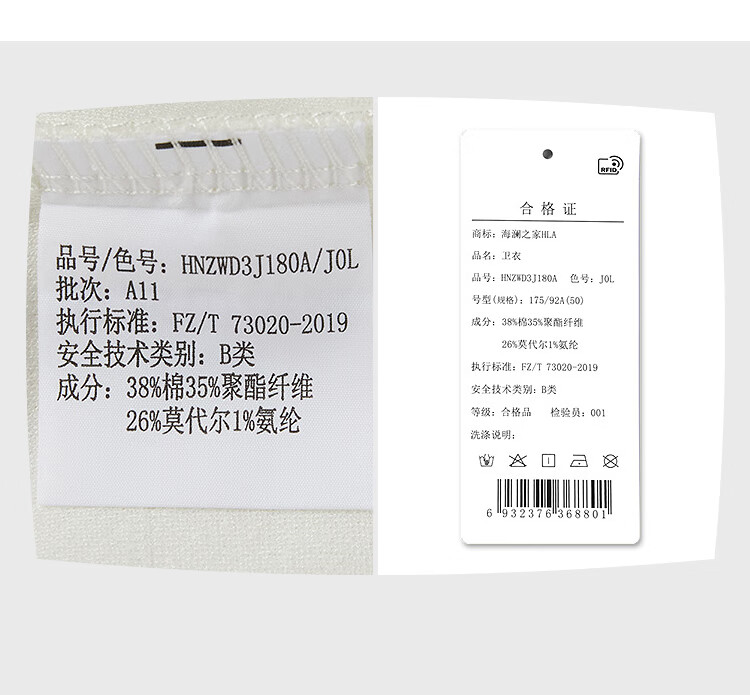 品号/色号：HNZWD3J180A/J0L
批次：A11
执行标准：FZ/T 73020-2019
安全技术类别：B类
成分：38%棉35%聚酯纤维
26%莫代尔1%氨纶
RFID
合格证
商标：海澜之家HLA
品名：卫衣
品号：HNZWD3J180A 色号：J0L
号型(规格)：175/92A(50)
成分：38%棉35%聚酯纤维
26%莫代尔1%氨纶
执行标准：FZ/T 73020-2019
安全技术类别：B类
等级：合格品 检验员：001
洗涤说明：
6 932376 368801